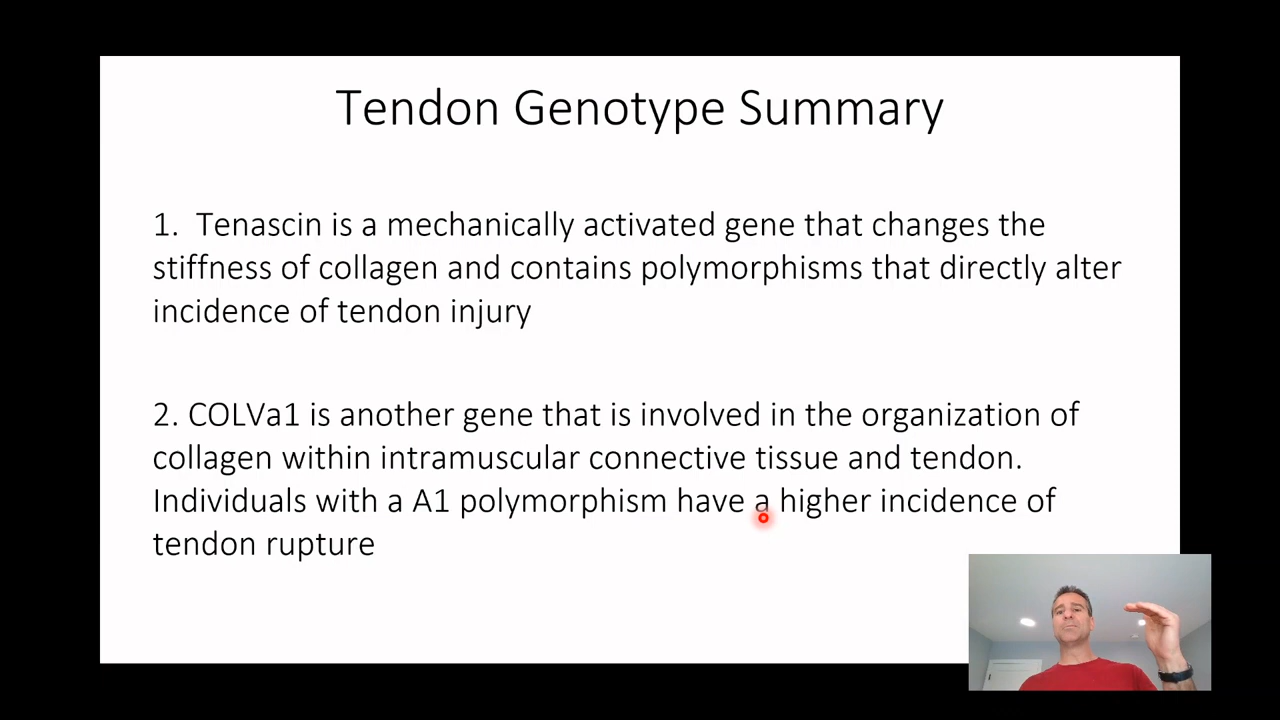 Tendon Genotype Summary
1. Tenascin is a mechanically activated gene that changes the
stiffness of collagen and contains polymorphisms that directly alter
incidence of tendon injury
2. COLVa1 is another gene that is involved in the organization of
collagen within intramuscular connective tissue and tendon.
Individuals with a A1 polymorphism have a higher incidence of
tendon rupture